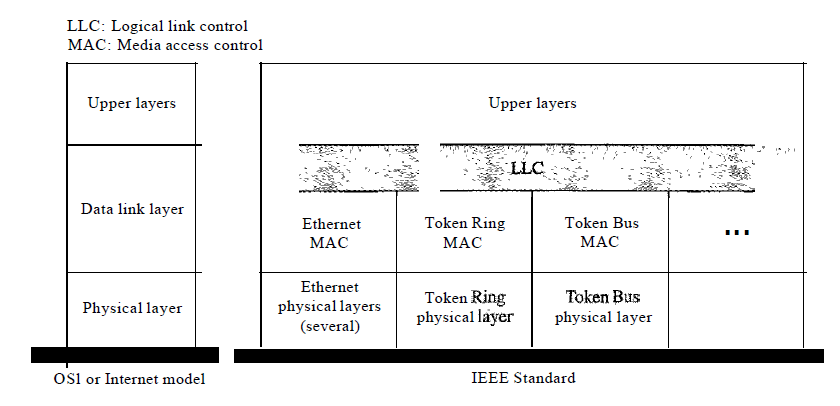 LLC: Logical link control
MAC: Media access control
Upper layers
Upper layers
LLC
Data link layer
Ethernet
MAC
Token Ring
MAC
Token Bus
MAC
...
Physical layer
Ethernet
physical layers
(several)
Token Ring
physical layer
Token Bus
physical layer
OS1 or Internet model
IEEE Standard